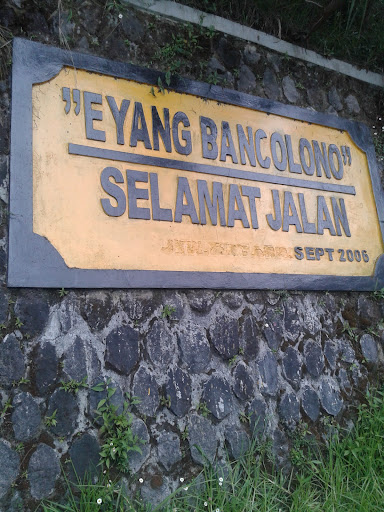 ”EYANG BANCOLONO”
SELAMAT JALAN
SEPT 2006